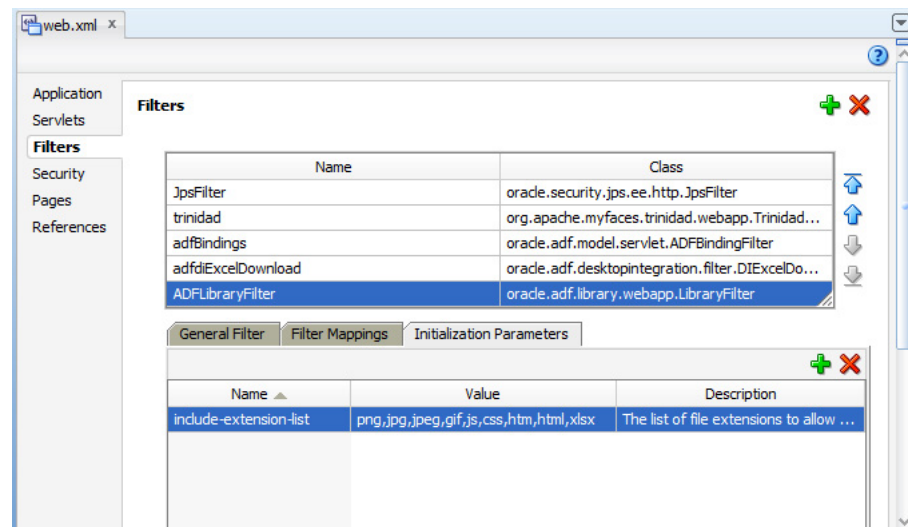 web.xml x
Application
Servlets
Filters
Security
Pages
References
Filters
Name Class
JpsFilter oracle.security.jps.ee.http.JpsFilter
trinidad org.apache.myfaces.trinidad.webapp.Trinidad...
adfBindings oracle.adf.model.servlet.ADFBindingFilter
adfdiExcelDownload oracle.adf.desktopintegration.filter.DIExcelDo...
ADFLibraryFilter oracle.adf.library.webapp.LibraryFilter
General Filter Filter Mappings Initialization Parameters
Name Value Description
include-extension-list png,jpg,jpeg,gif,js,css,htm,html,xlsx The list of file extensions to allow ...